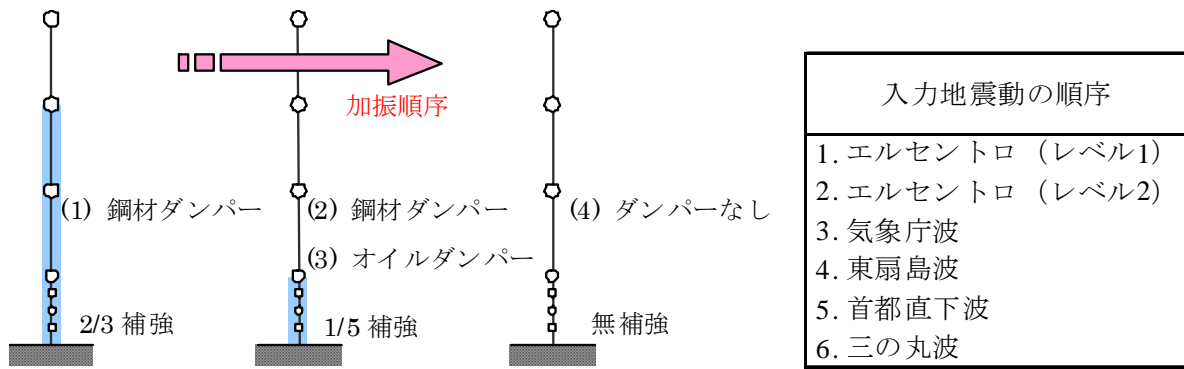 加振順序
(1) 鋼材ダンパー
2/3 補強
(2) 鋼材ダンパー
(3) オイルダンパー
1/5 補強
(4) ダンパーなし
無補強
入力地震動の順序
1. エルセントロ（レベル1）
2. エルセントロ（レベル2）
3. 気象庁波
4. 東扇島波
5. 首都直下波
6. 三の丸波